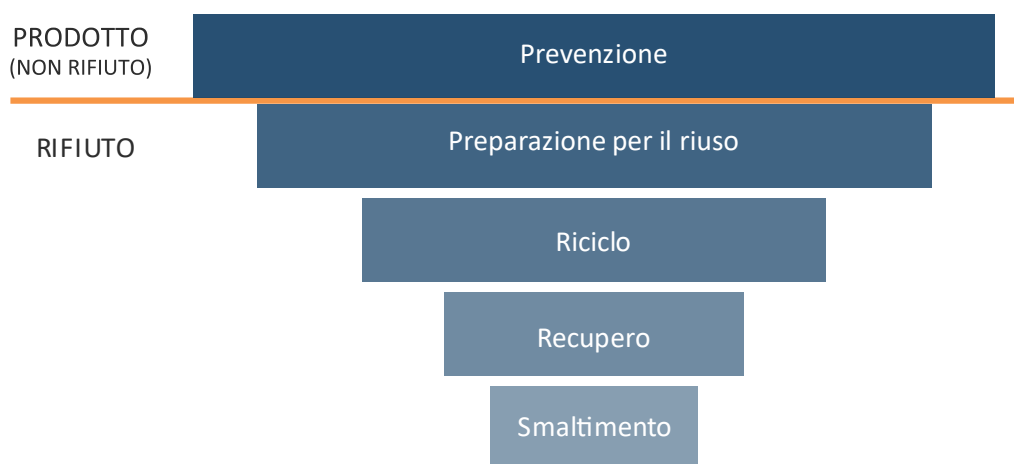 PRODOTTO
(NON RIFIUTO)
Prevenzione
RIFIUTO
Preparazione per il riuso
Riciclo
Recupero
Smaltimento